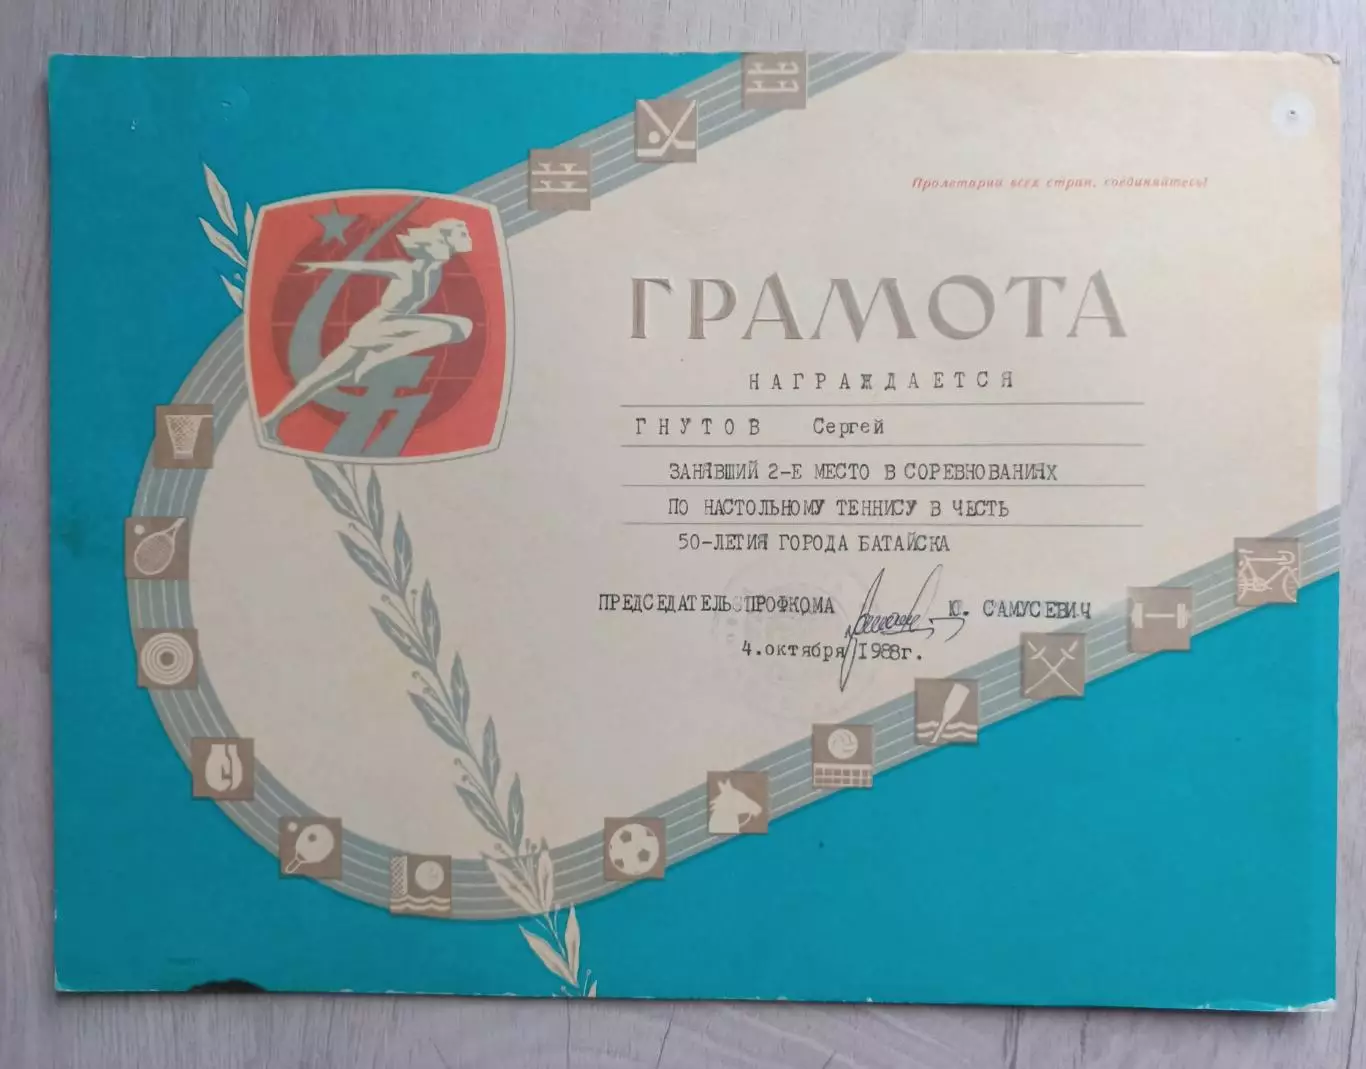 Пролетарии всех стран, соединяйтесь!
ГРАМОТА
НАГРАЖДАЕТСЯ
ГНУТОВ Сергей
ЗАНЯВШИЙ 2-Е МЕСТО В СОРЕВНОВАНИЯХ
ПО НАСТОЛЬНОМУ ТЕННИСУ В ЧЕСТЬ
50-ЛЕТИЯ ГОРОДА БАТАЙСКА
ПРЕДСЕДАТЕЛЬ ПРОФКОМА Ю. САМУСЕВИЧ
4.октября 1988г.